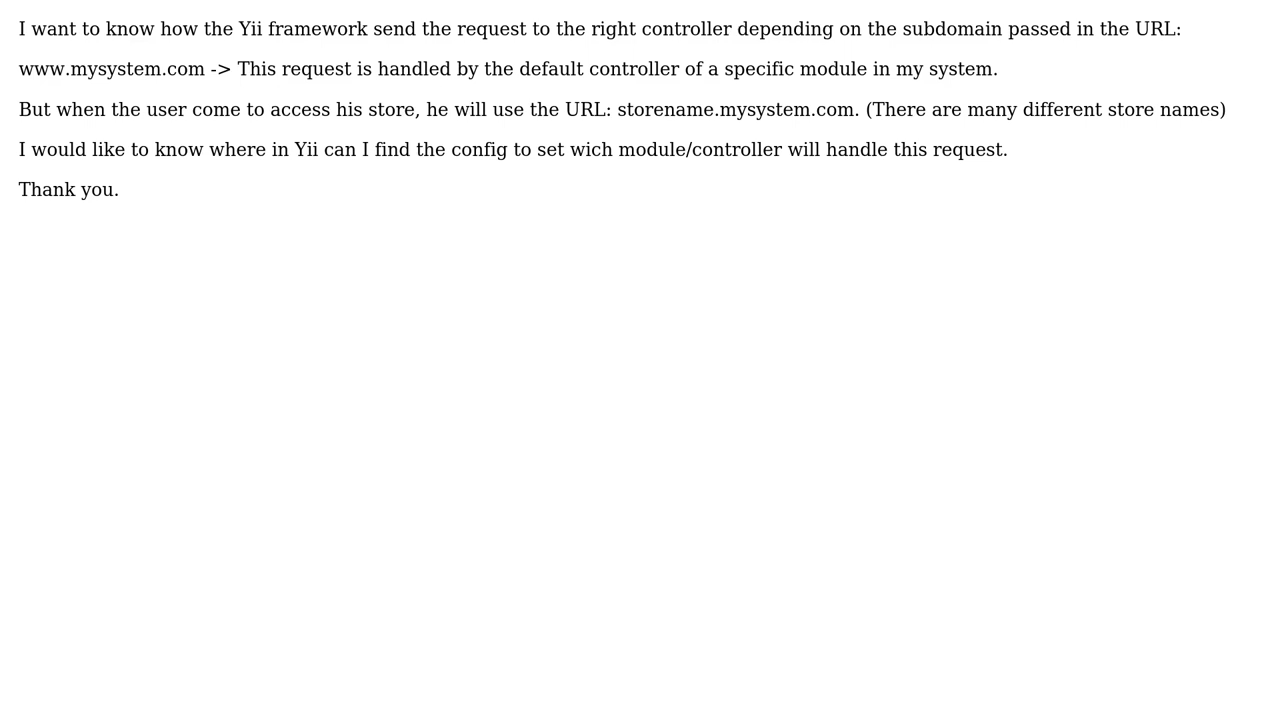 I want to know how the Yii framework send the request to the right controller depending on the subdomain passed in the URL:
www.mysystem.com -> This request is handled by the default controller of a specific module in my system.
But when the user come to access his store, he will use the URL: storename.mysystem.com. (There are many different store names)
I would like to know where in Yii can I find the config to set wich module/controller will handle this request.
Thank you.